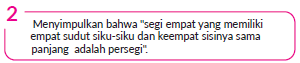 2
Menyimpulkan bahwa "segi empat yang memiliki
empat sudut siku-siku dan keempat sisinya sama
panjang adalah persegi".